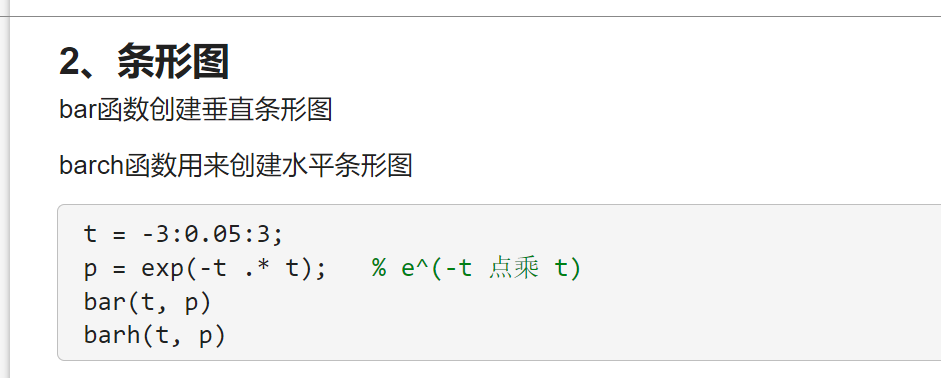 2、条形图
bar函数创建垂直条形图
barch函数用来创建水平条形图
t = -3:0.05:3;
p = exp(-t .* t);   % e^(-t 点乘 t)
bar(t, p)
barh(t, p)